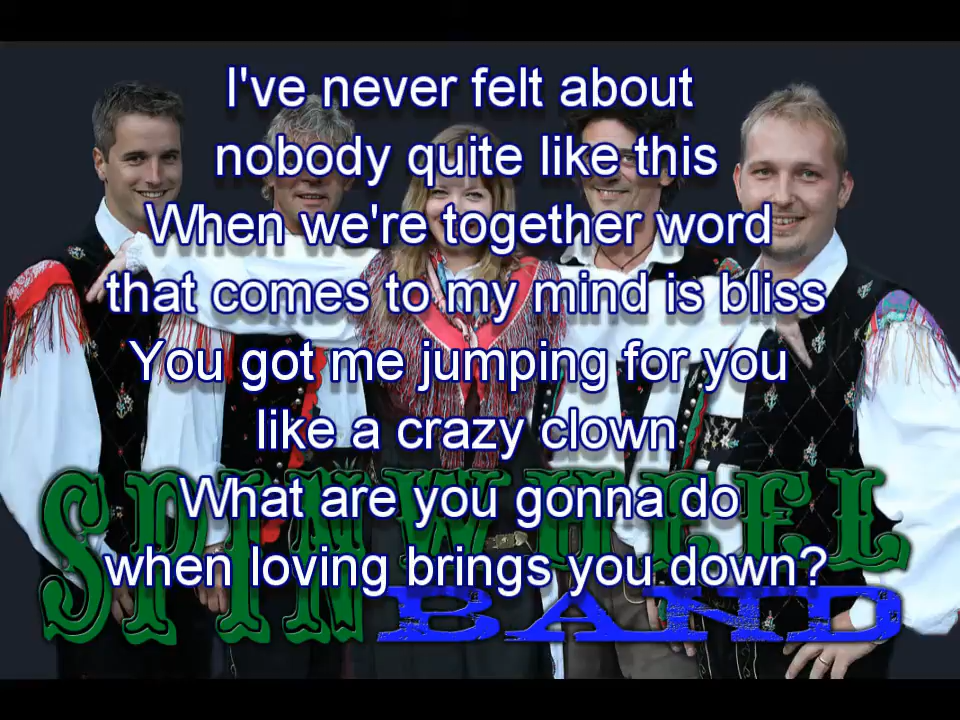 I've never felt about
nobody quite like this
When we're together word
that comes to my mind is bliss
You got me jumping for you
like a crazy clown
What are you gonna do
when loving brings you down?
SPINWHEEL
BAND